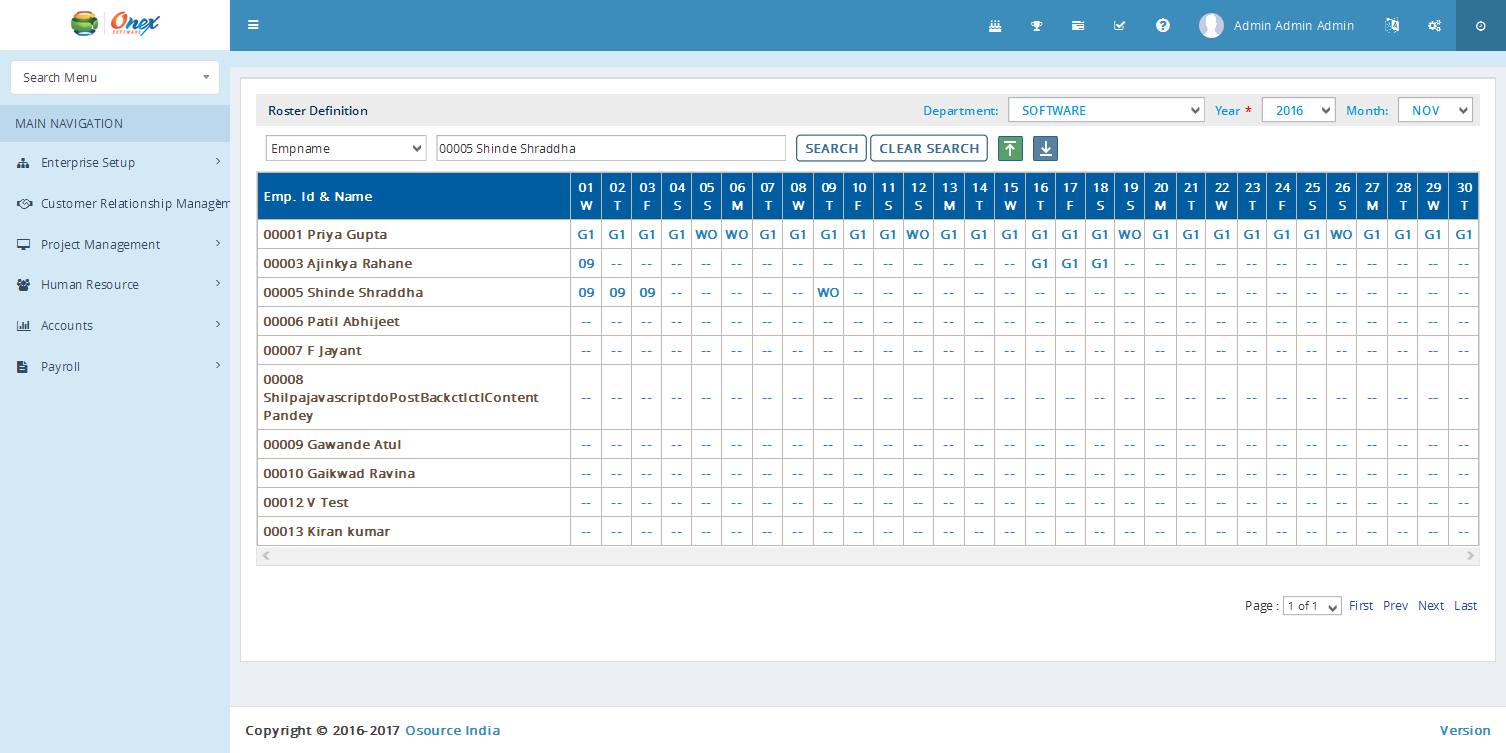 Onex
SOFTWARE
Admin Admin Admin
Search Menu
MAIN NAVIGATION
Enterprise Setup
Customer Relationship Managem
Project Management
Human Resource
Accounts
Payroll
Roster Definition Department: SOFTWARE Year * 2016 Month: NOV
Empname 00005 Shinde Shraddha SEARCH CLEAR SEARCH
Emp. Id & Name 01 02 03 04 05 06 07 08 09 10 11 12 13 14 15 16 17 18 19 20 21 22 23 24 25 26 27 28 29 30
W T F S S M T W T F S S M T W T F S S M T W T F S S M T W T
00001 Priya Gupta G1 G1 G1 G1 WO WO G1 G1 G1 G1 G1 WO G1 G1 G1 G1 G1 G1 WO G1 G1 G1 G1 G1 G1 WO G1 G1 G1 G1
00003 Ajinkya Rahane 09 -- -- -- -- -- -- -- -- -- -- -- -- -- -- G1 G1 G1 -- -- -- -- -- -- -- -- -- -- -- --
00005 Shinde Shraddha 09 09 09 -- -- -- -- -- WO -- -- -- -- -- -- -- -- -- -- -- -- -- -- -- -- -- -- -- -- --
00006 Patil Abhijeet -- -- -- -- -- -- -- -- -- -- -- -- -- -- -- -- -- -- -- -- -- -- -- -- -- -- -- -- -- --
00007 F Jayant -- -- -- -- -- -- -- -- -- -- -- -- -- -- -- -- -- -- -- -- -- -- -- -- -- -- -- -- -- --
00008
ShilpajavascriptdoPostBackctlctlContent -- -- -- -- -- -- -- -- -- -- -- -- -- -- -- -- -- -- -- -- -- -- -- -- -- -- -- -- -- --
Pandey
00009 Gawande Atul -- -- -- -- -- -- -- -- -- -- -- -- -- -- -- -- -- -- -- -- -- -- -- -- -- -- -- -- -- --
00010 Gaikwad Ravina -- -- -- -- -- -- -- -- -- -- -- -- -- -- -- -- -- -- -- -- -- -- -- -- -- -- -- -- -- --
00012 V Test -- -- -- -- -- -- -- -- -- -- -- -- -- -- -- -- -- -- -- -- -- -- -- -- -- -- -- -- -- --
00013 Kiran kumar -- -- -- -- -- -- -- -- -- -- -- -- -- -- -- -- -- -- -- -- -- -- -- -- -- -- -- -- -- --
Page : 1 of 1 First Prev Next Last
Copyright © 2016-2017 Osource India Version